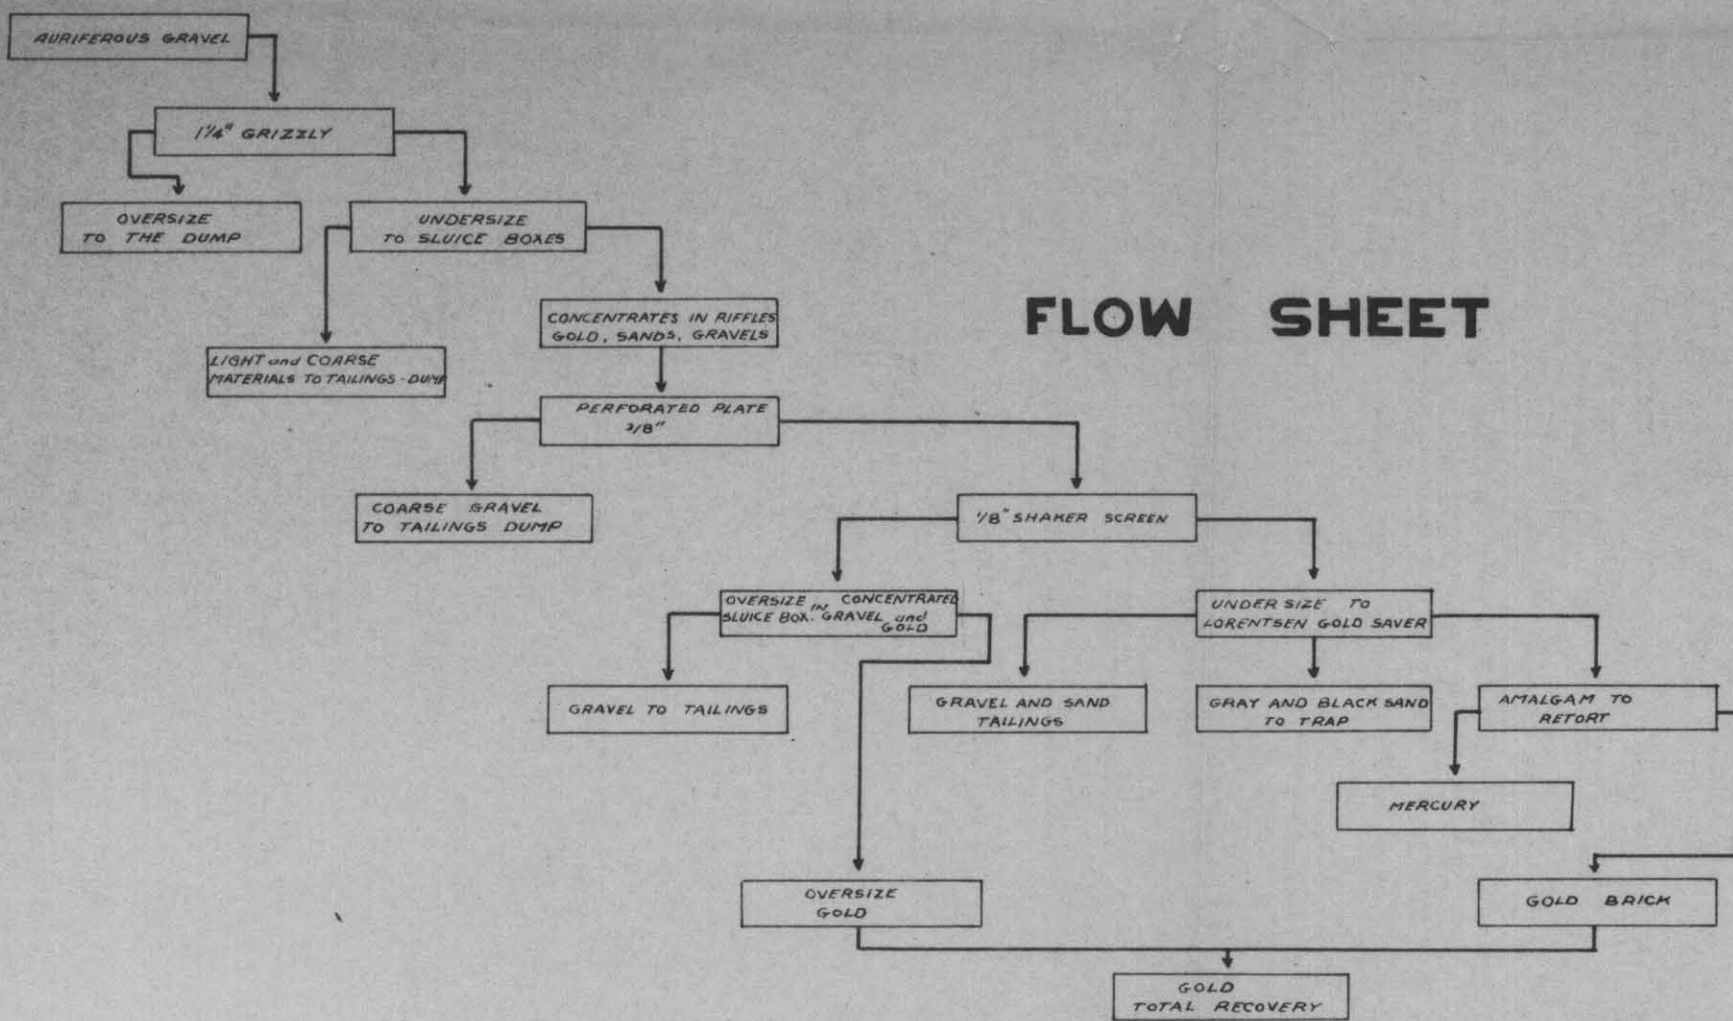 AURIFEROUS GRAVEL
1 1/4" GRIZZLY
OVERSIZE
TO THE DUMP
UNDERSIZE
TO SLUICE BOXES
CONCENTRATES IN RIFFLES
GOLD, SANDS, GRAVELS
FLOW SHEET
LIGHT and COARSE
MATERIALS TO TAILINGS-DUMP
PERFORATED PLATE
3/8"
COARSE GRAVEL
TO TAILINGS DUMP
1/8" SHAKER SCREEN
OVERSIZE IN CONCENTRATED
SLUICE BOX. GRAVEL and
GOLD
UNDER SIZE TO
LORENTSEN GOLD SAVER
GRAVEL TO TAILINGS
GRAVEL AND SAND
TAILINGS
GRAY AND BLACK SAND
TO TRAP
AMALGAM TO
RETORT
MERCURY
OVERSIZE
GOLD
GOLD BRICK
GOLD
TOTAL RECOVERY